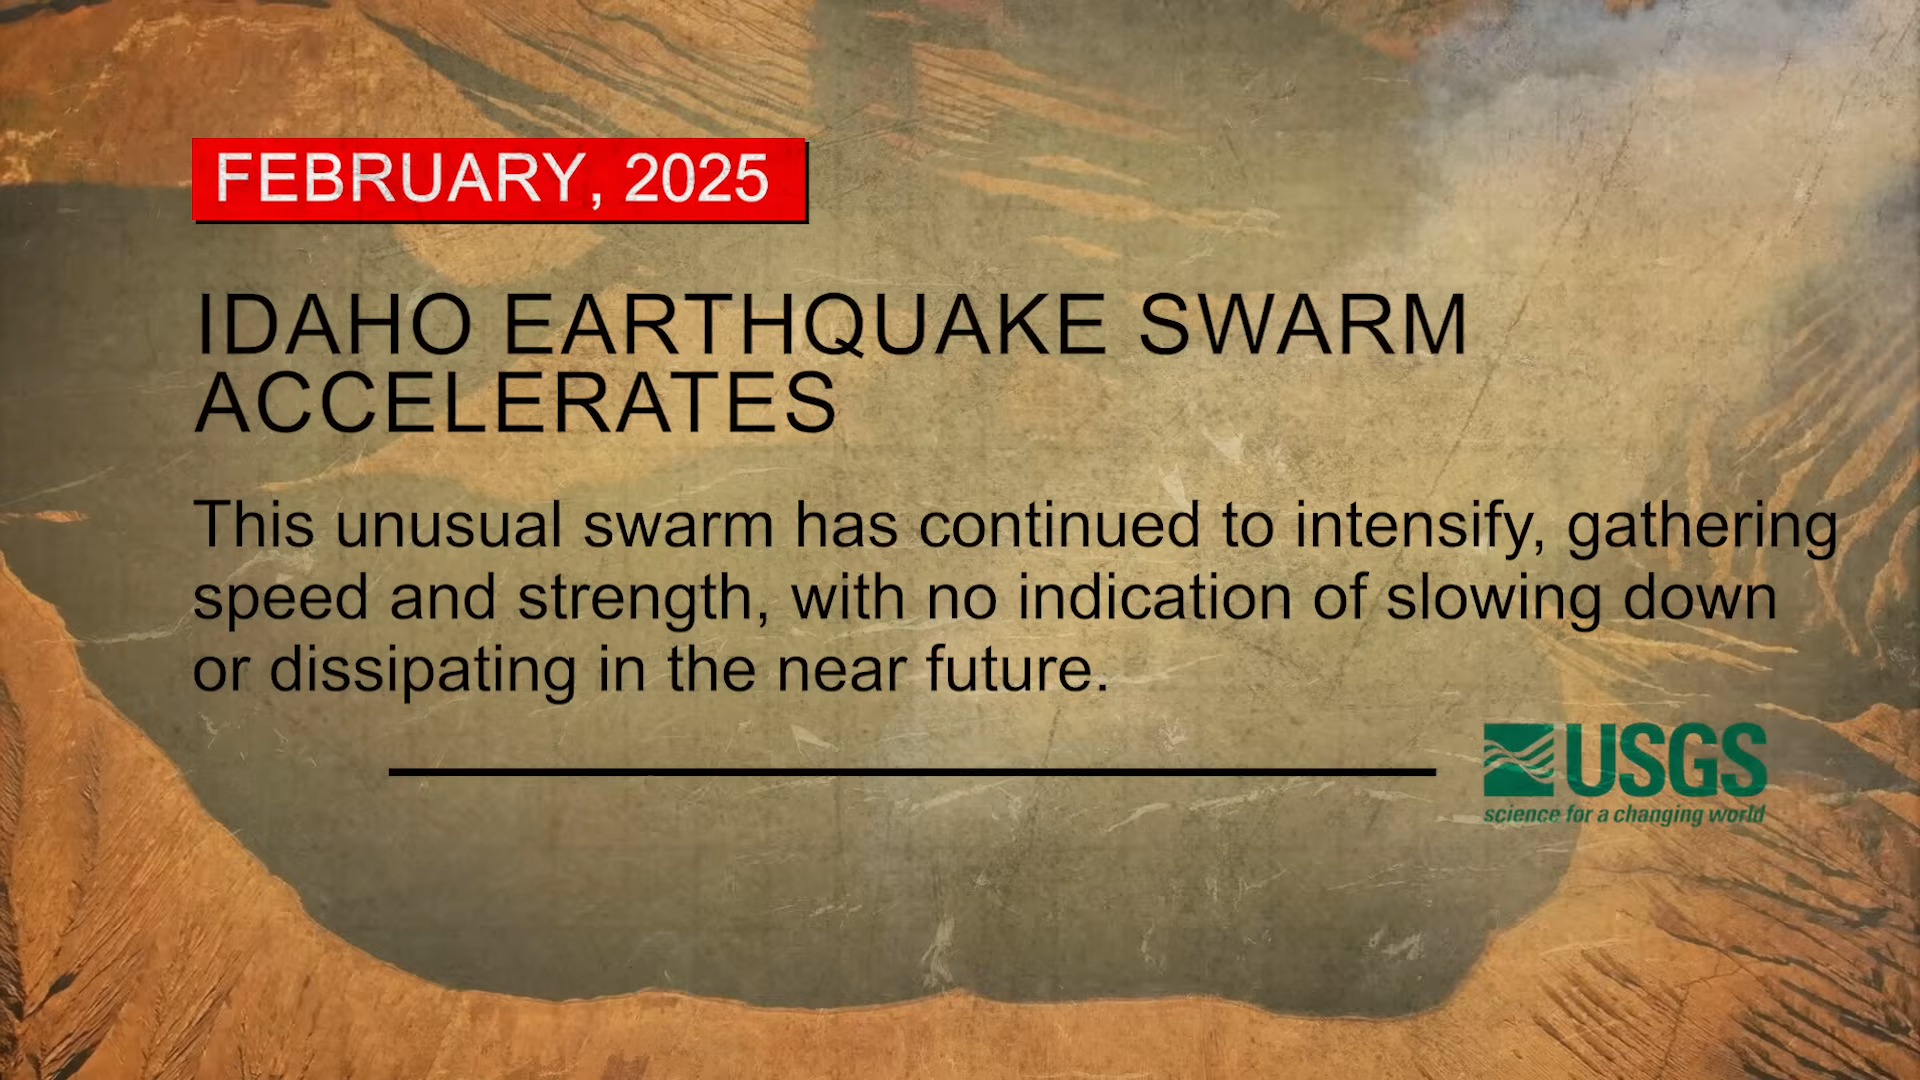 FEBRUARY, 2025
IDAHO EARTHQUAKE SWARM
ACCELERATES
This unusual swarm has continued to intensify, gathering
speed and strength, with no indication of slowing down
or dissipating in the near future.
USGS
science for a changing world